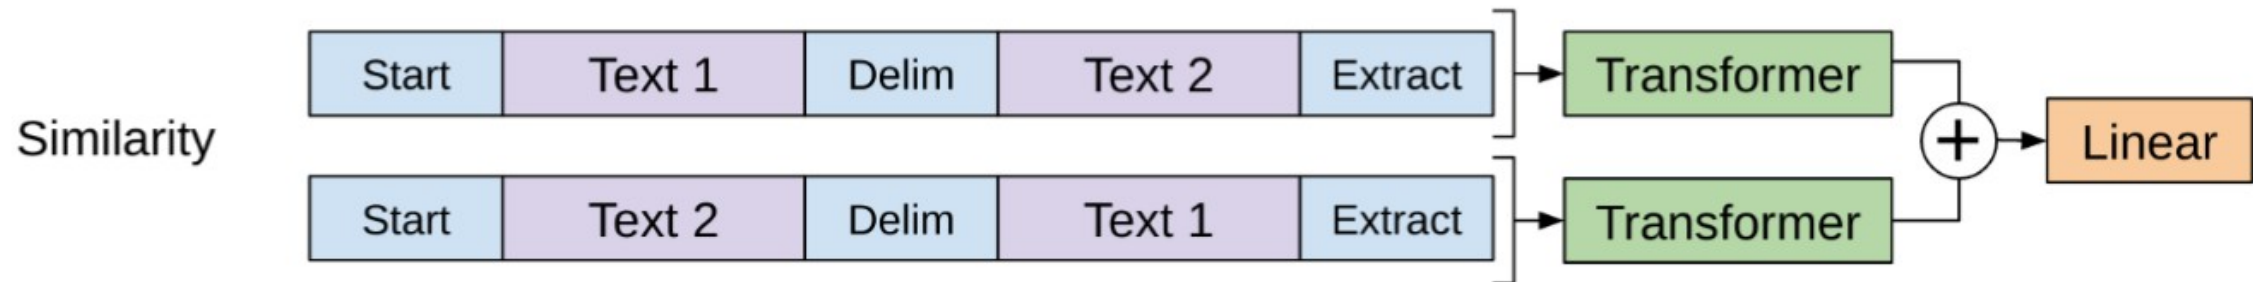 Start Text 1 Delim Text 2 Extract Transformer
Similarity + Linear
Start Text 2 Delim Text 1 Extract Transformer